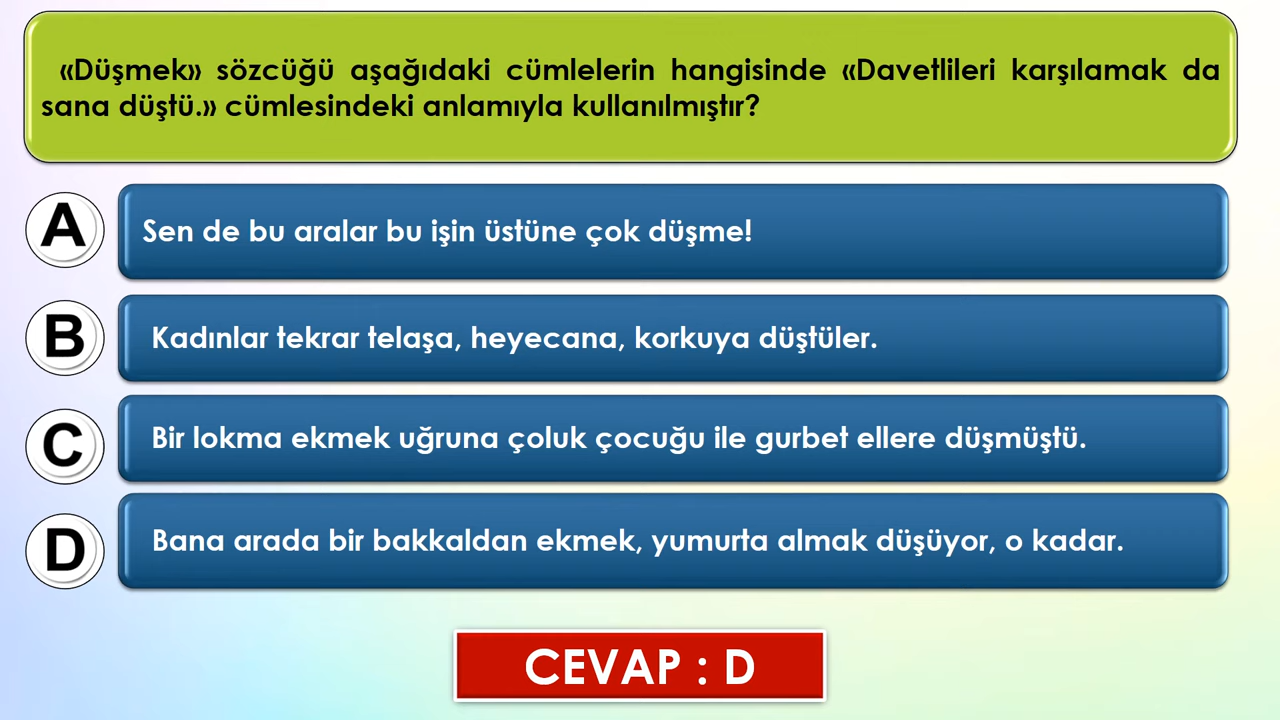 «Düşmek» sözcüğü aşağıdaki cümlelerin hangisinde «Davetlileri karşılamak da
sana düştü.» cümlesindeki anlamıyla kullanılmıştır?
A Sen de bu aralar bu işin üstüne çok düşme!
B Kadınlar tekrar telaşa, heyecana, korkuya düştüler.
C Bir lokma ekmek uğruna çoluk çocuğu ile gurbet ellere düşmüştü.
D Bana arada bir bakkaldan ekmek, yumurta almak düşüyor, o kadar.
CEVAP : D